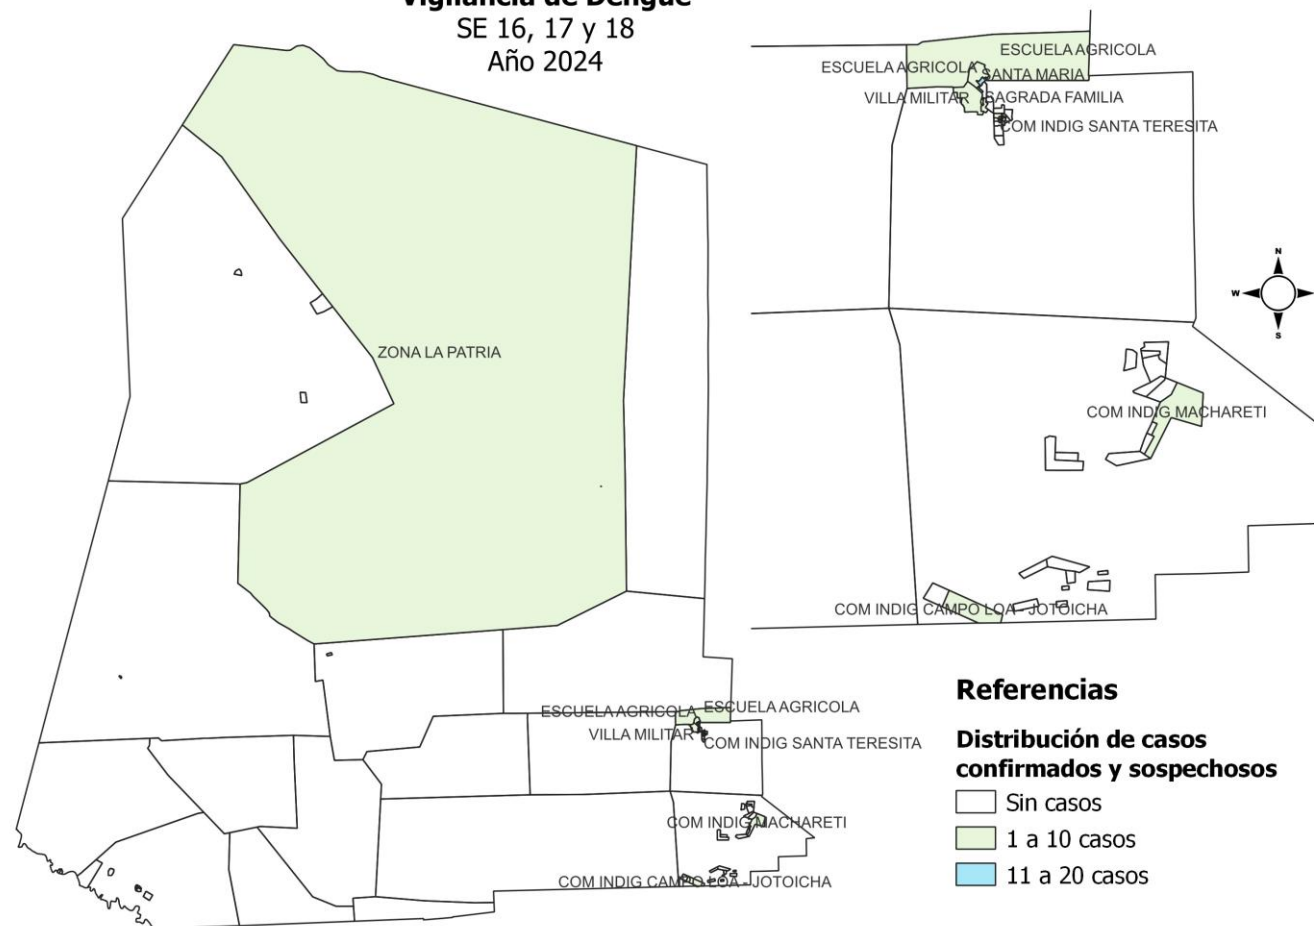 Vigilancia de Dengue
SE 16, 17 y 18
Año 2024
ESCUELA AGRICOLA
ESCUELA AGRICOLA
SANTA MARIA
VILLA MILITAR
SAGRADA FAMILIA
COM INDIG SANTA TERESITA
N
W
S
ZONA LA PATRIA
COM INDIG MACHARETI
COM INDIG CAMPO LOA - JOTOICHA
ESCUELA AGRICOLA
ESCUELA AGRICOLA
VILLA MILITAR
COM INDIG SANTA TERESITA
COM INDIG MACHARETI
COM INDIG CAMPO LOA - JOTOICHA
Referencias
Distribución de casos
confirmados y sospechosos
Sin casos
1 a 10 casos
11 a 20 casos